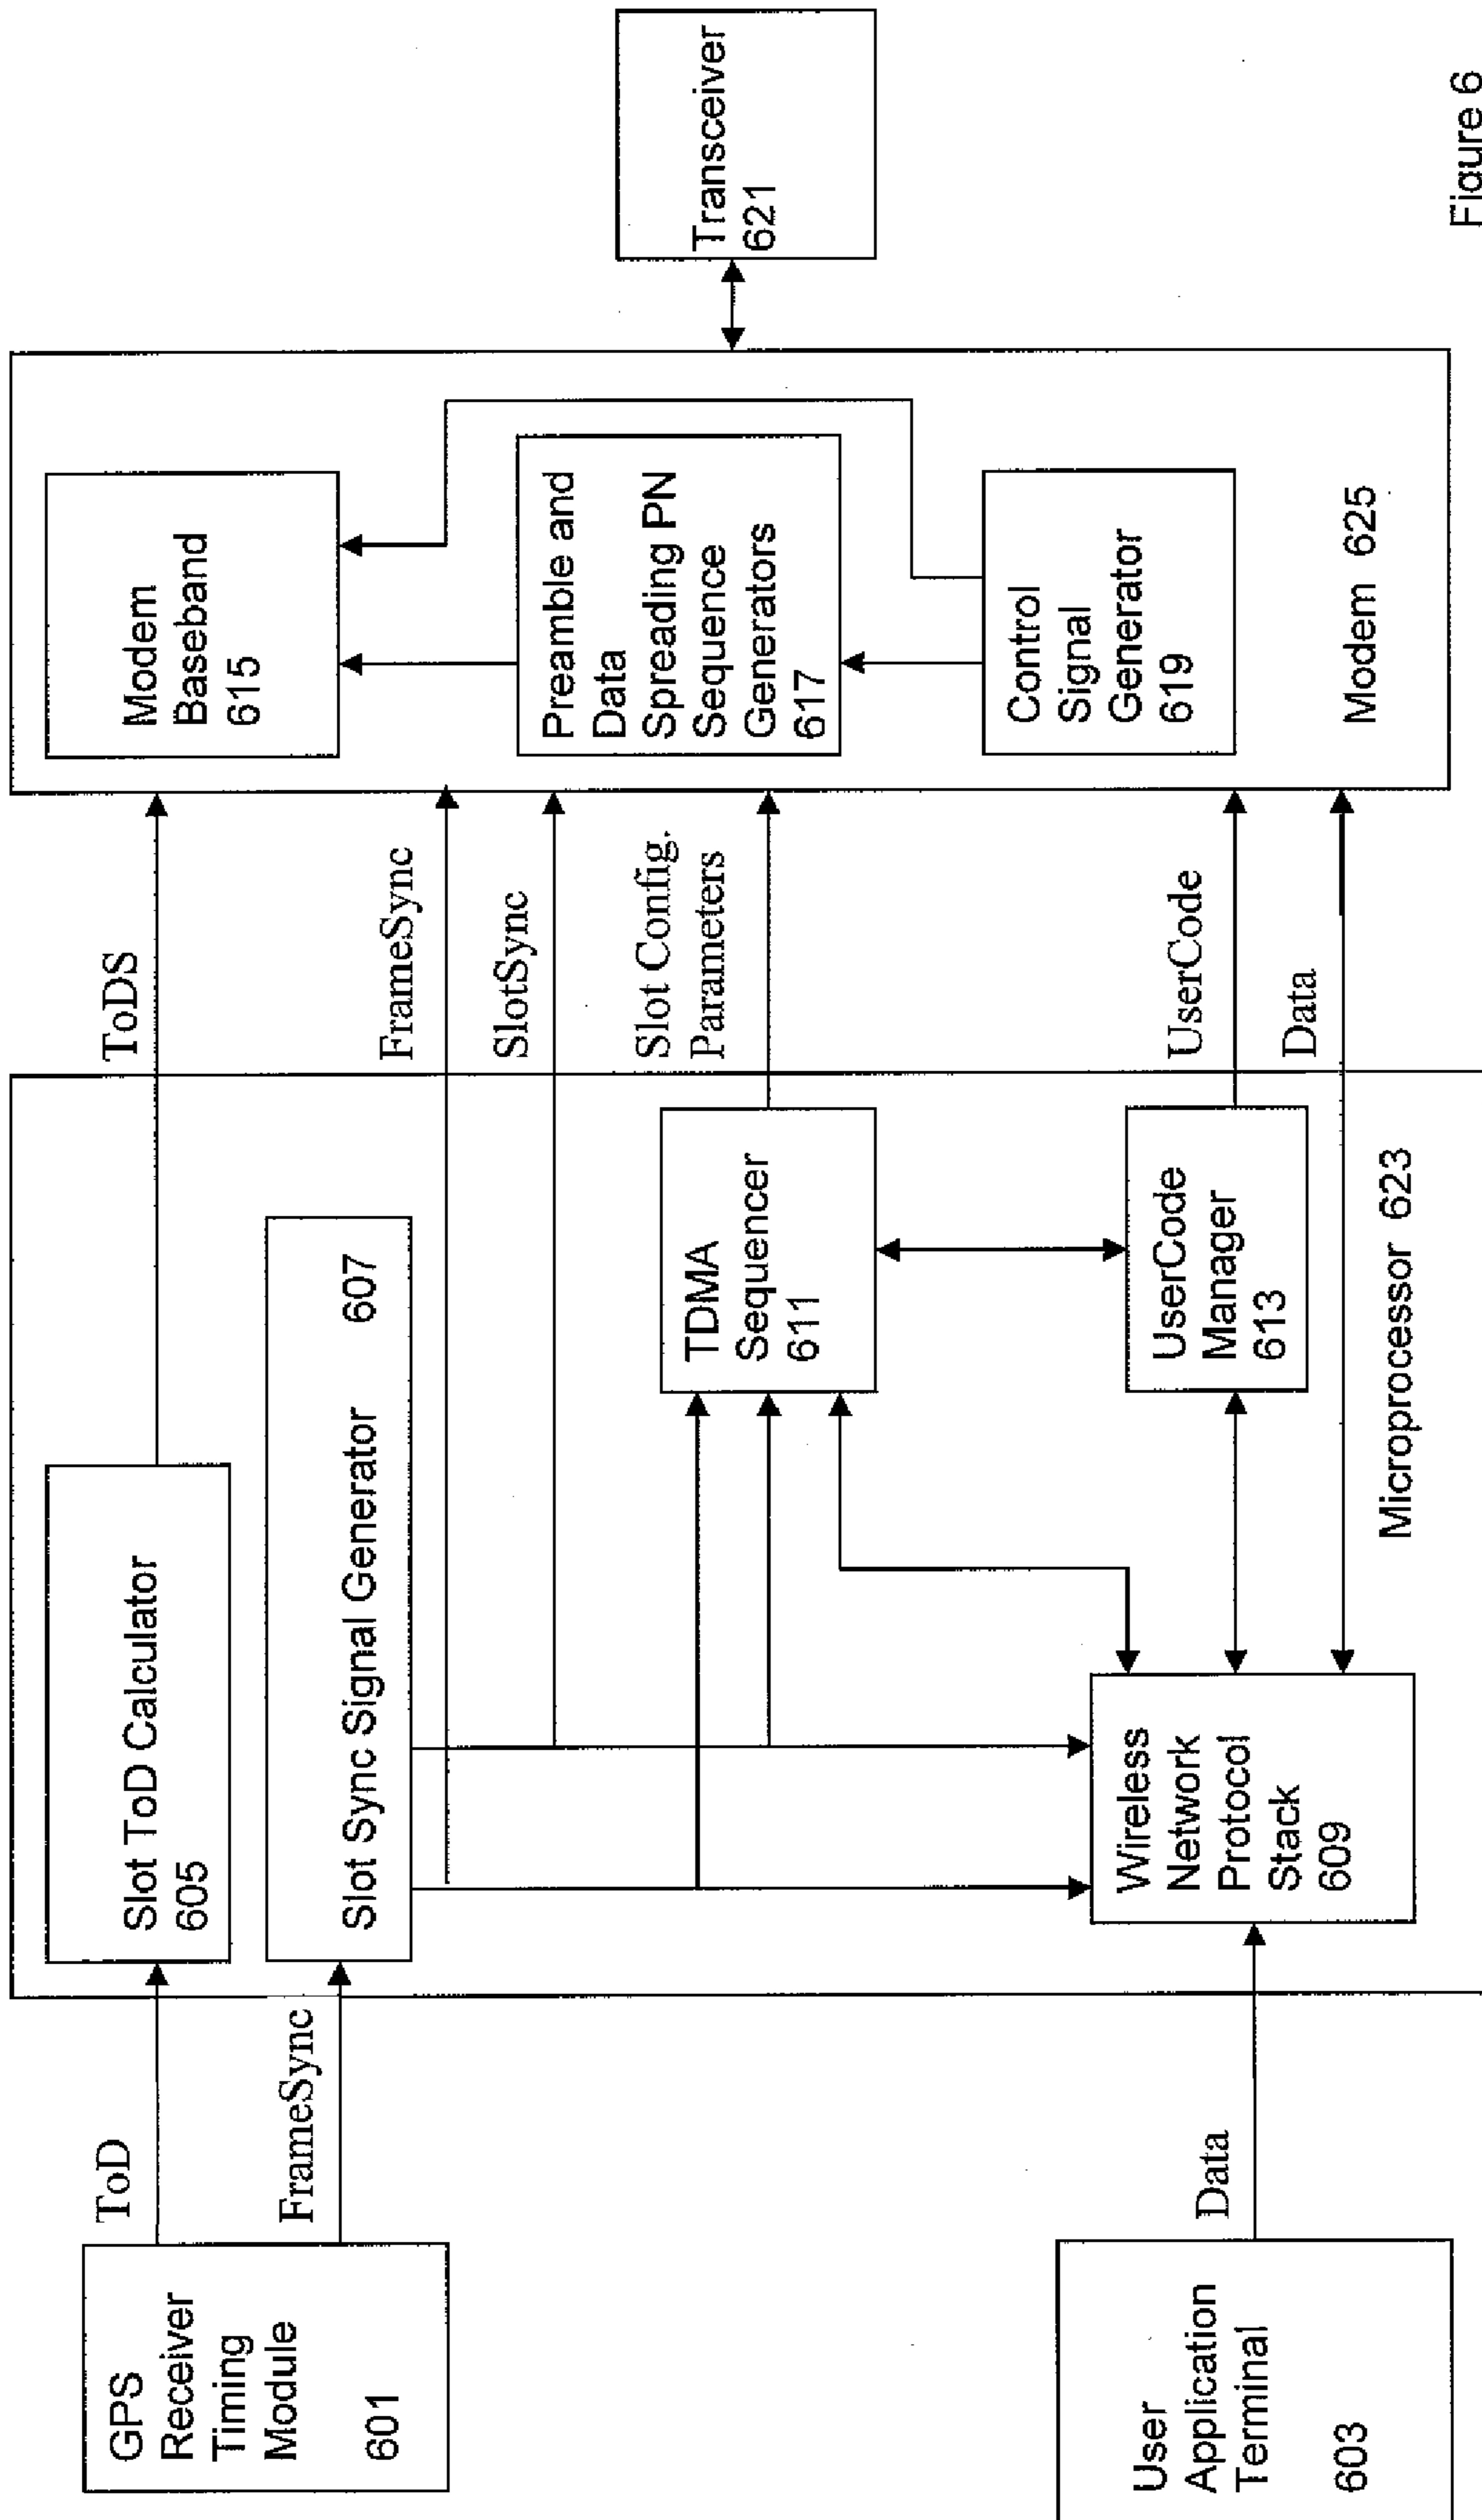 GPS
Receiver
Timing
Module
601
ToD
FrameSync
User
Application
Terminal
603
Data
Slot ToD Calculator
605
Slot Sync Signal Generator 607
Wireless
Network
Protocol
Stack
609
TDMA
Sequencer
611
UserCode
Manager
613
Microprocessor 623
ToDS
FrameSync
SlotSync
Slot Config.
Parameters
UserCode
Data
Modem
Baseband
615
Preamble and
Data
Spreading PN
Sequence
Generators
617
Control
Signal
Generator
619
Modem 625
Transceiver
621
Figure 6